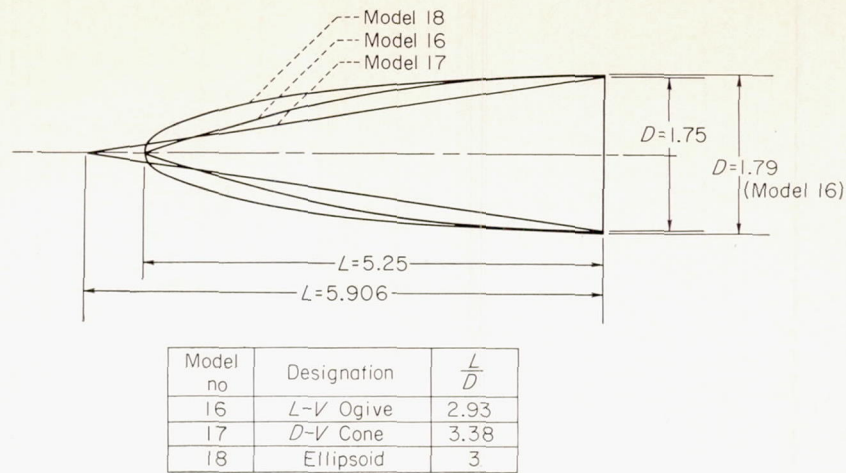 Model 18
Model 16
Model 17
D=1.75
D=1.79
(Model 16)
L=5.25
L=5.906
Model no | Designation | L/D
16 | L-V Ogive | 2.93
17 | D-V Cone | 3.38
18 | Ellipsoid | 3